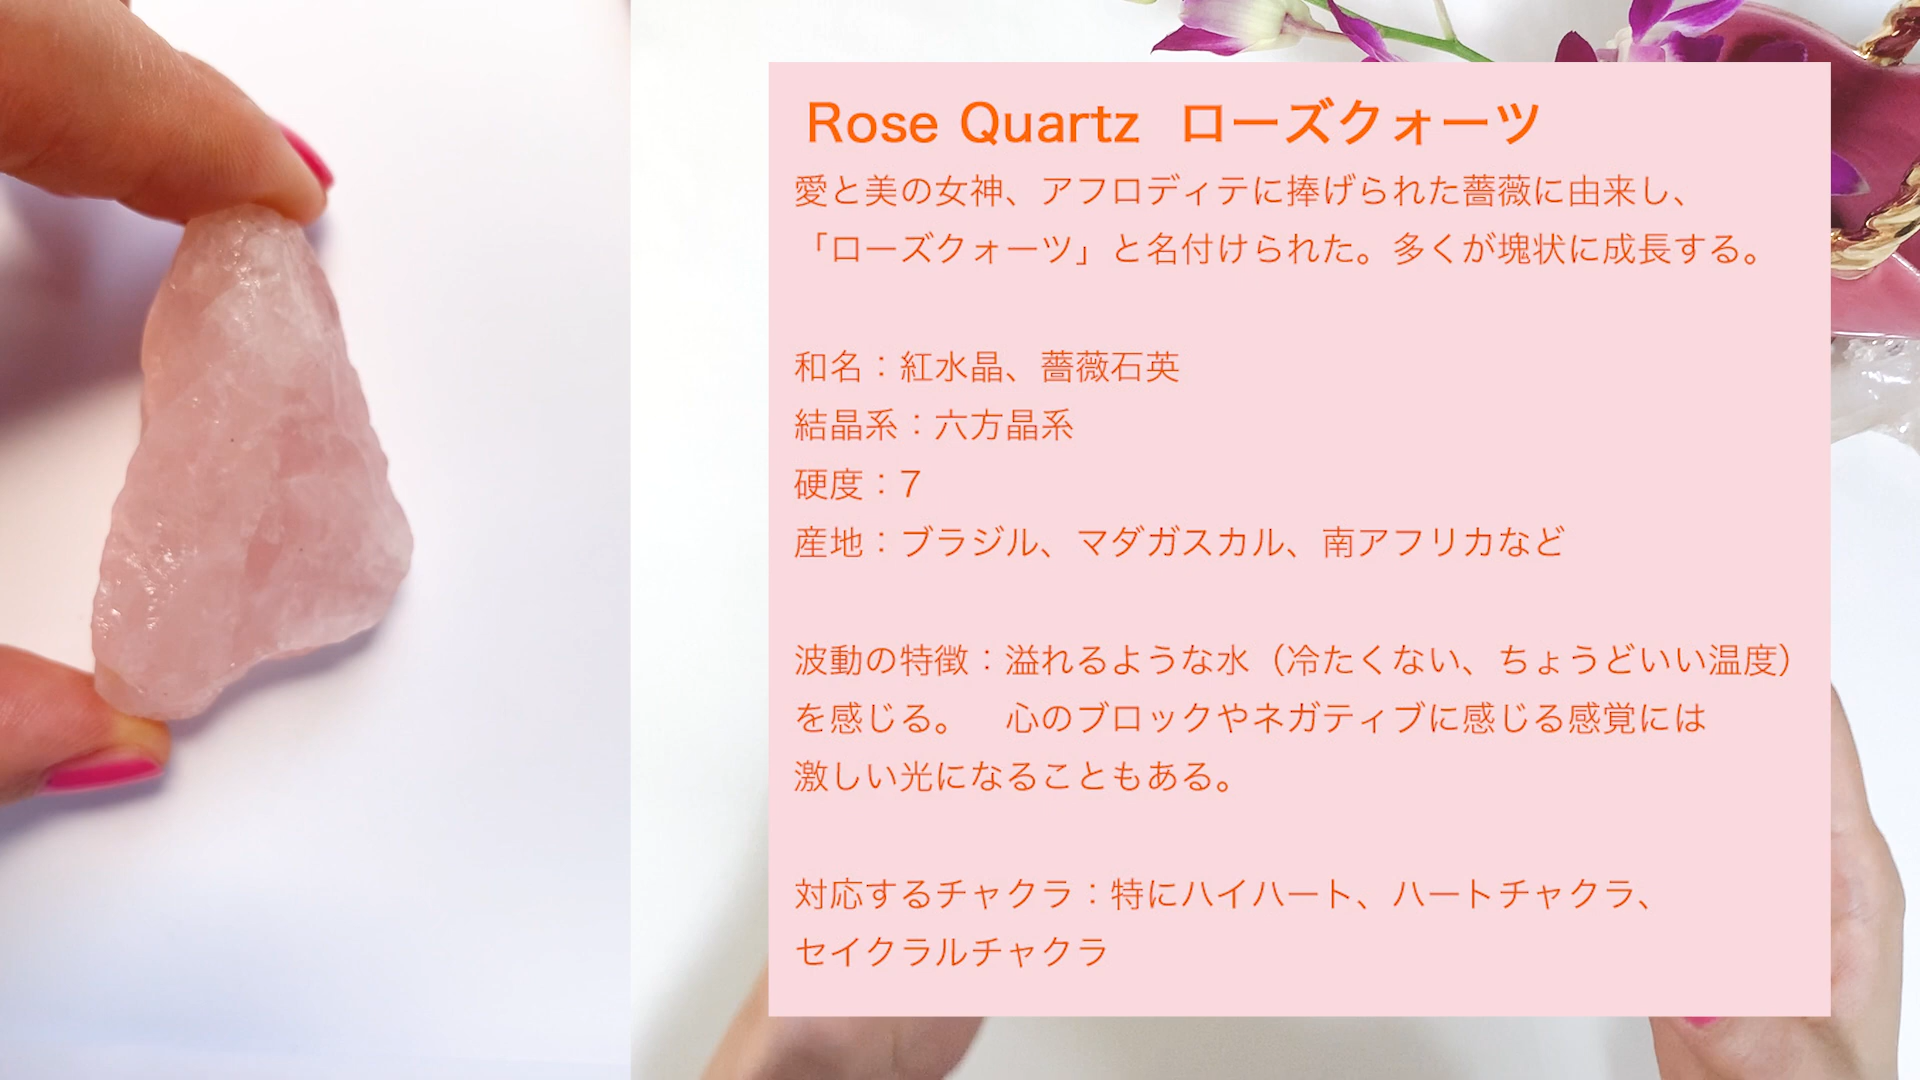 Rose Quartz ローズクォーツ
愛と美の女神、アフロディテに捧げられた薔薇に由来し、
「ローズクォーツ」と名付けられた。多くが塊状に成長する。
和名：紅水晶、薔薇石英
結晶系：六方晶系
硬度：7
産地：ブラジル、マダガスカル、南アフリカなど
波動の特徴：溢れるような水（冷たくない、ちょうどいい温度）
を感じる。　心のブロックやネガティブに感じる感覚には
激しい光になることもある。
対応するチャクラ：特にハイハート、ハートチャクラ、
セイクラルチャクラ